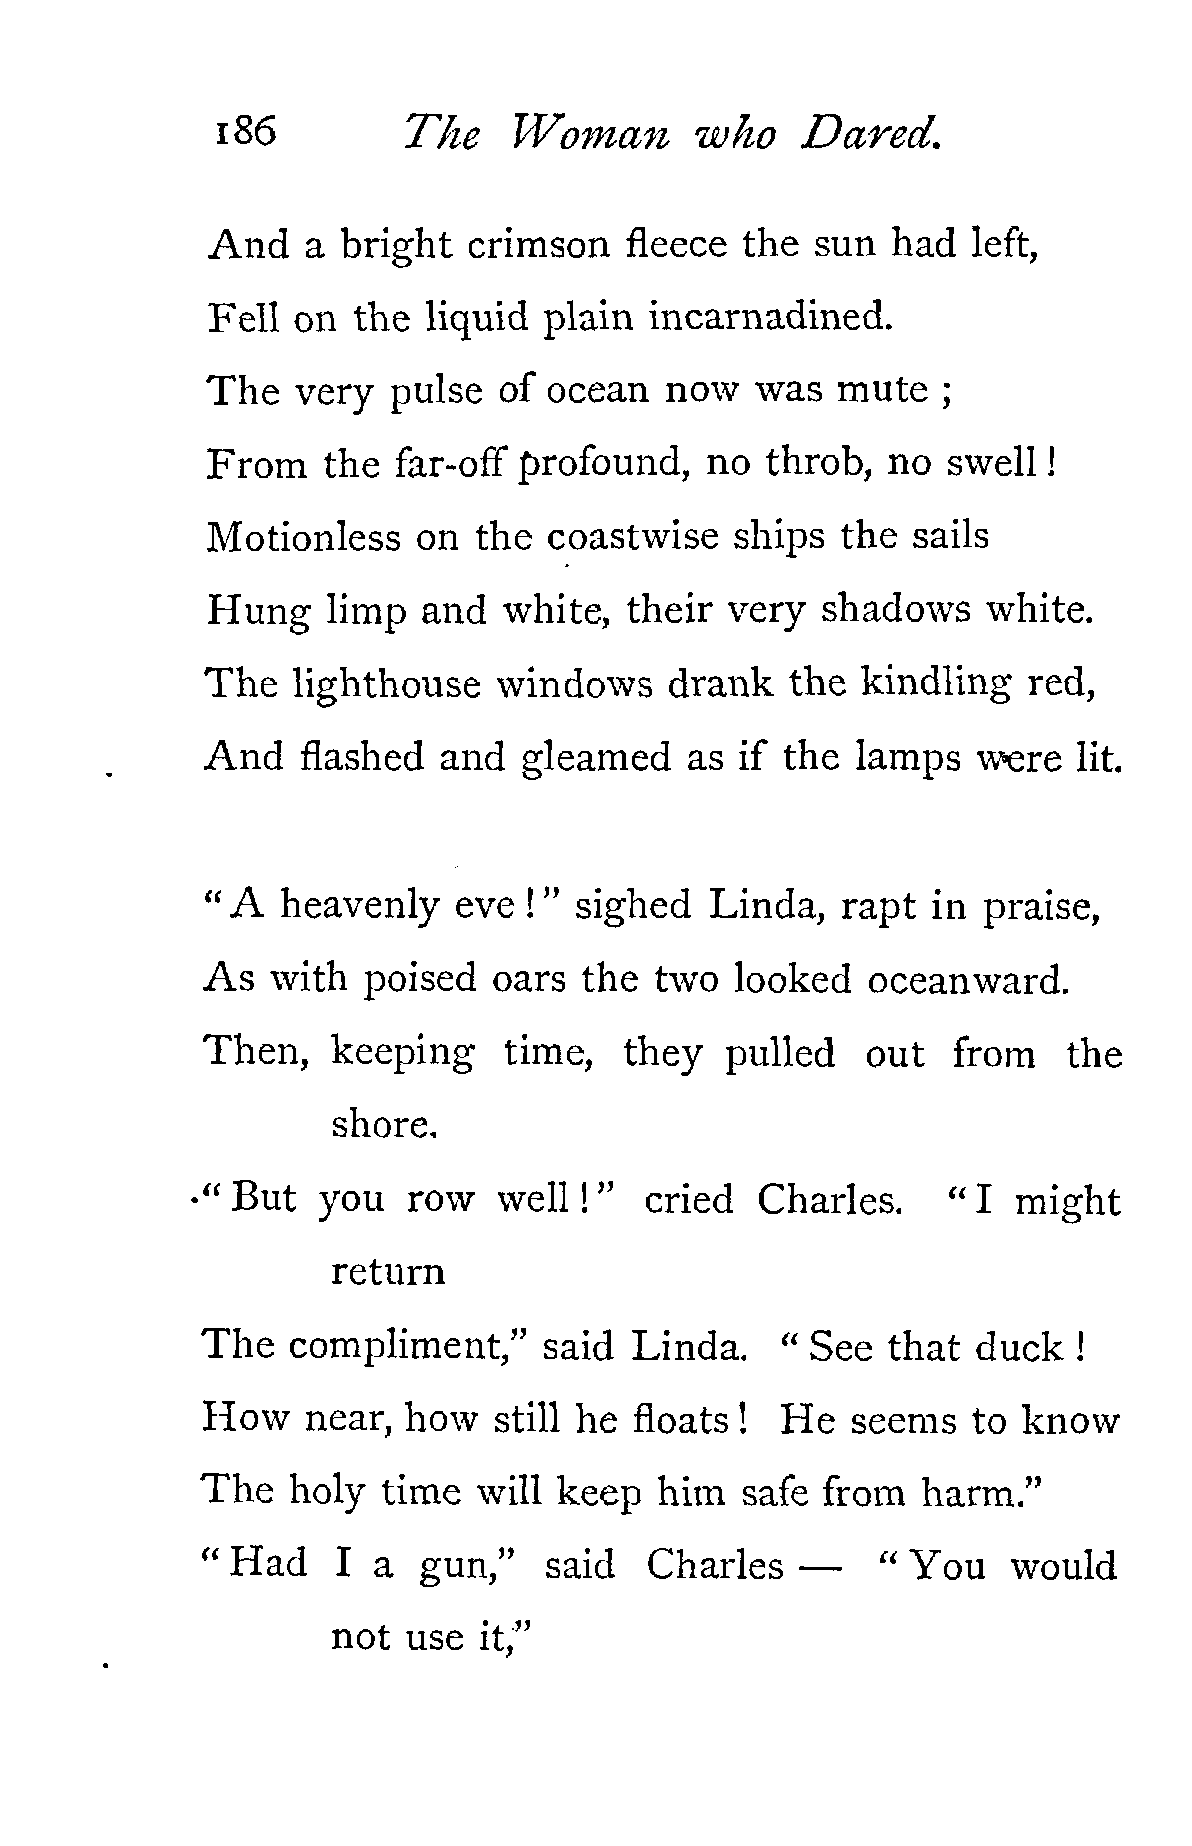 186 The Woman who Dared.
And a bright crimson fleece the sun had left,
Fell on the liquid plain incarnadined.
The very pulse of ocean now was mute ;
From the far-off profound, no throb, no swell !
Motionless on the coastwise ships the sails
Hung limp and white, their very shadows white.
The lighthouse windows drank the kindling red,
And flashed and gleamed as if the lamps were lit.
“ A heavenly eve ! ” sighed Linda, rapt in praise,
As with poised oars the two looked oceanward.
Then, keeping time, they pulled out from the
shore.
“ But you row well ! ” cried Charles. “ I might
return
The compliment,” said Linda. “ See that duck !
How near, how still he floats ! He seems to know
The holy time will keep him safe from harm.”
“ Had I a gun,” said Charles — “ You would
not use it,”